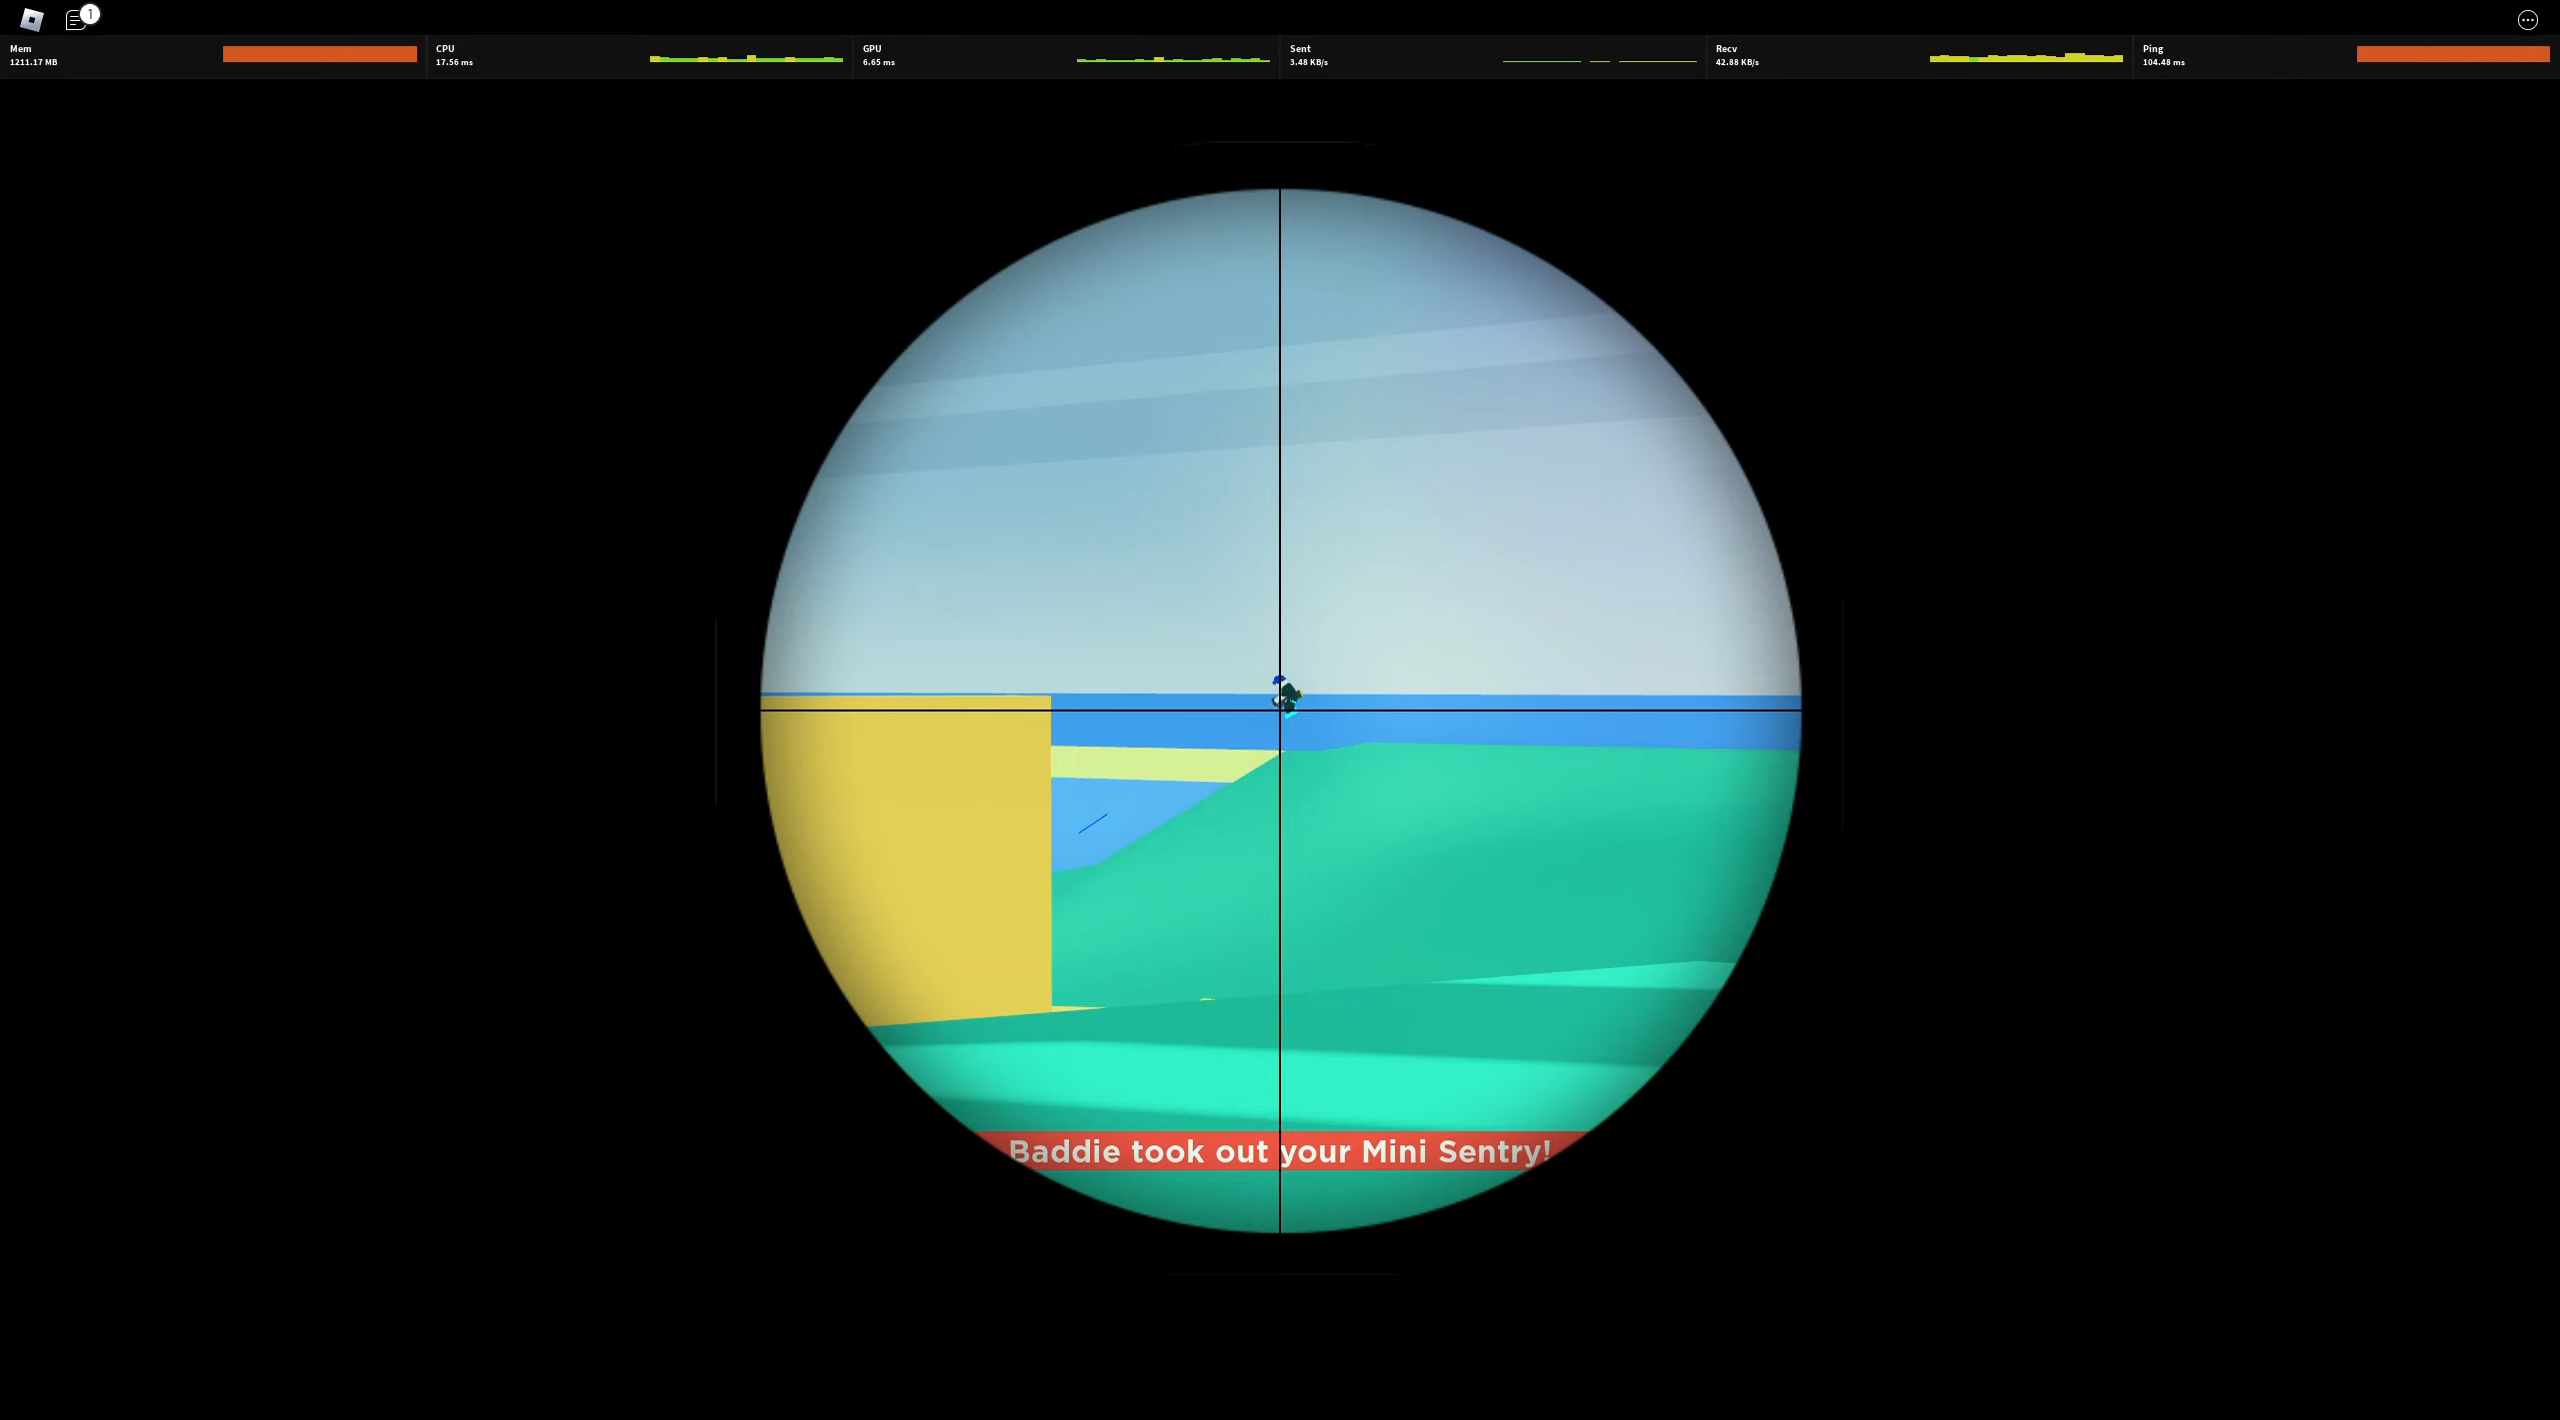 1
Mem
1211.17 MB
CPU
17.56 ms
GPU
6.65 ms
Sent
3.48 KB/s
Recv
42.88 KB/s
Ping
104.48 ms
Baddie took out your Mini Sentry!